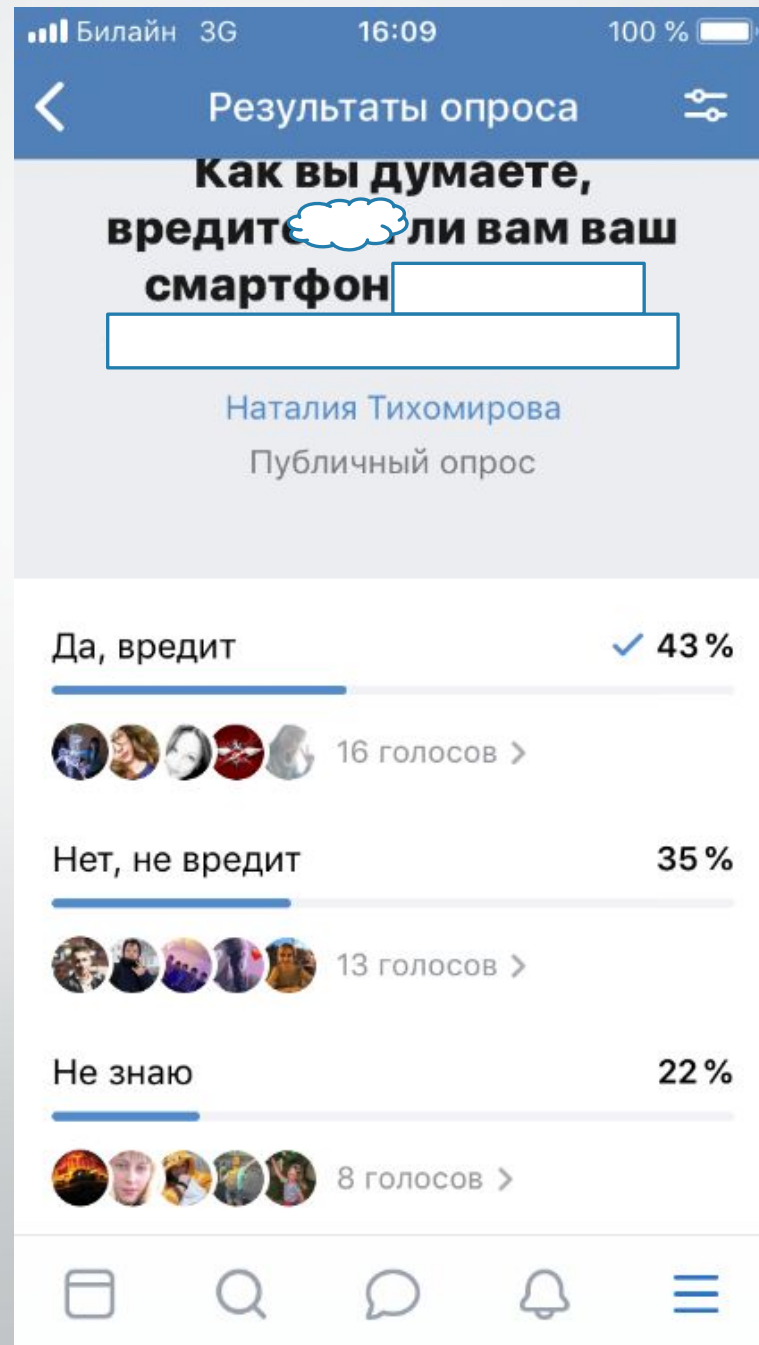 Билайн 3G 16:09 100 %
Результаты опроса
Как вы думаете,
вредите ли вам ваш
смартфон
Наталия Тихомирова
Публичный опрос
Да, вредит 43 %
16 голосов
Нет, не вредит 35 %
13 голосов
Не знаю 22 %
8 голосов